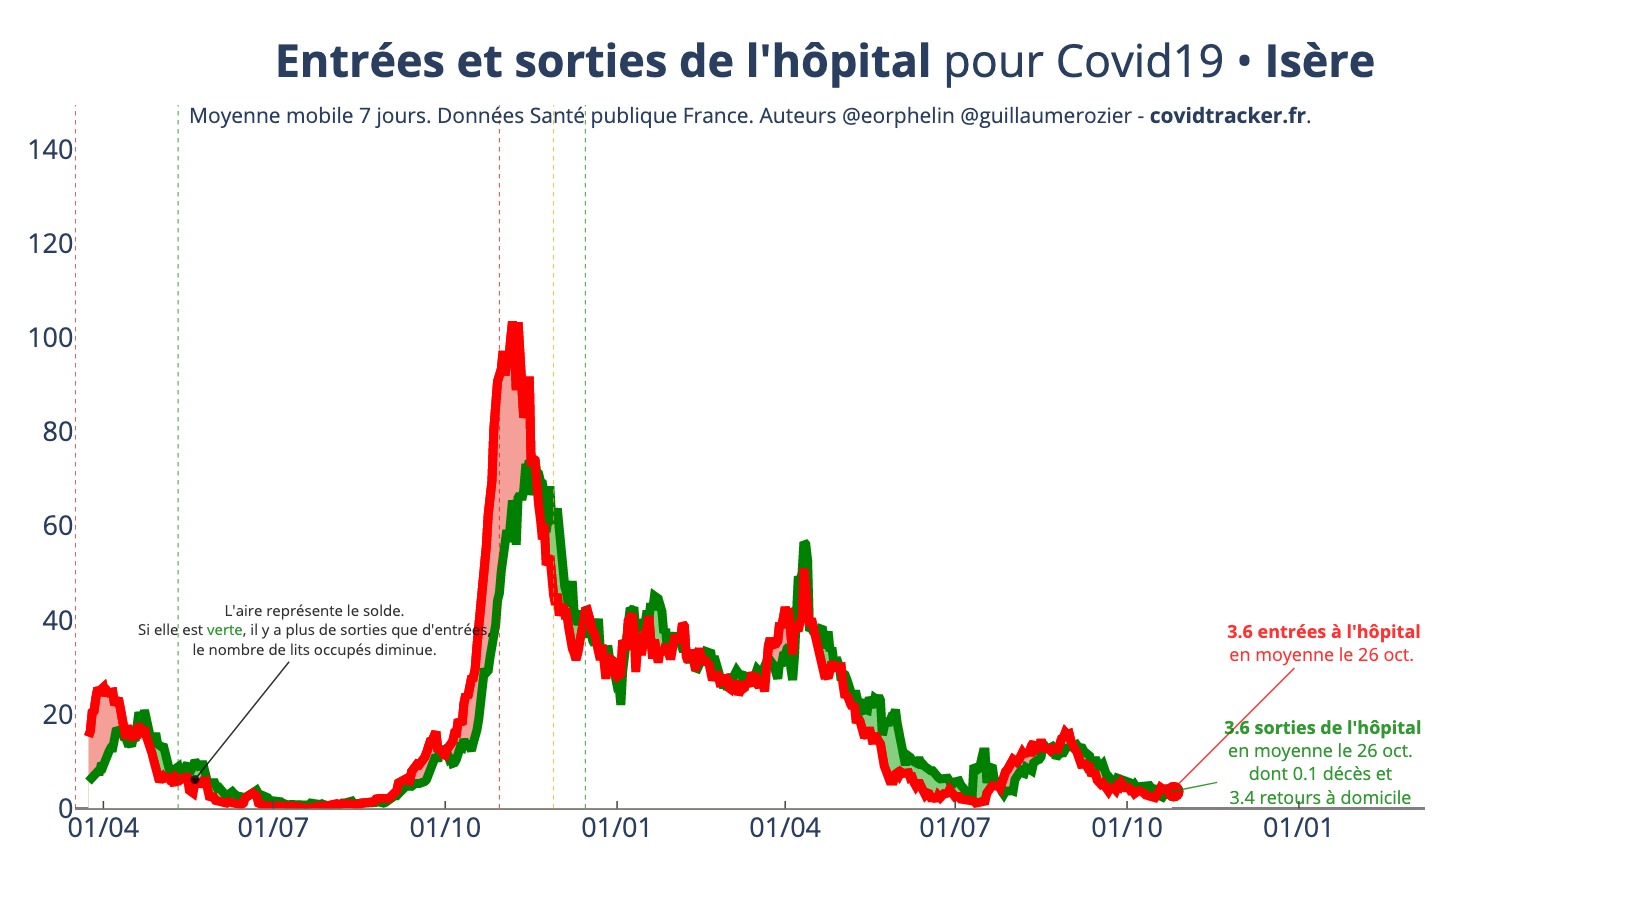 Entrées et sorties de l'hôpital pour Covid19 • Isère
Moyenne mobile 7 jours. Données Santé publique France. Auteurs @eorphelin @guillaumerozier - covidtracker.fr.
140
120
100
80
60
40
20
0
L'aire représente le solde.
Si elle est verte, il y a plus de sorties que d'entrées,
le nombre de lits occupés diminue.
3.6 entrées à l'hôpital
en moyenne le 26 oct.
3.6 sorties de l'hôpital
en moyenne le 26 oct.
dont 0.1 décès et
3.4 retours à domicile
01/04 01/07 01/10 01/01 01/04 01/07 01/10 01/01